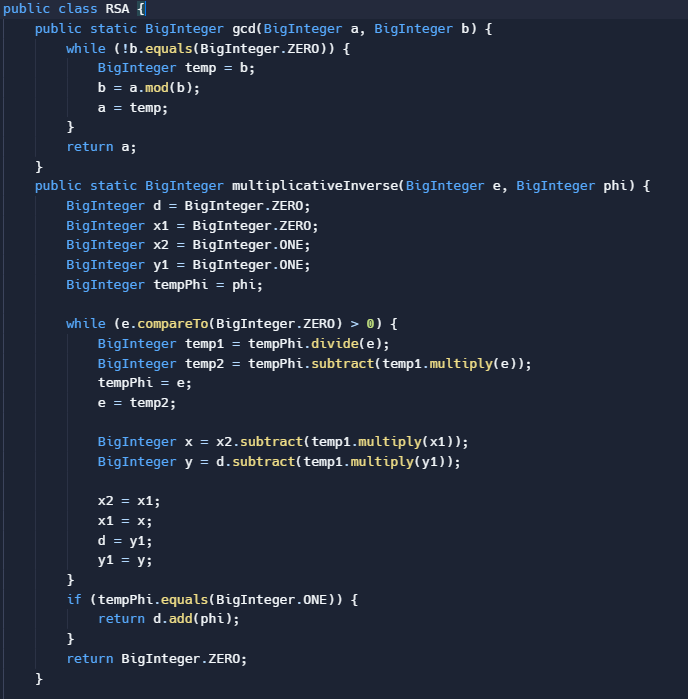 public class RSA {
    public static BigInteger gcd(BigInteger a, BigInteger b) {
        while (!b.equals(BigInteger.ZERO)) {
            BigInteger temp = b;
            b = a.mod(b);
            a = temp;
        }
        return a;
    }
    public static BigInteger multiplicativeInverse(BigInteger e, BigInteger phi) {
        BigInteger d = BigInteger.ZERO;
        BigInteger x1 = BigInteger.ZERO;
        BigInteger x2 = BigInteger.ONE;
        BigInteger y1 = BigInteger.ONE;
        BigInteger tempPhi = phi;

        while (e.compareTo(BigInteger.ZERO) > 0) {
            BigInteger temp1 = tempPhi.divide(e);
            BigInteger temp2 = tempPhi.subtract(temp1.multiply(e));
            tempPhi = e;
            e = temp2;

            BigInteger x = x2.subtract(temp1.multiply(x1));
            BigInteger y = d.subtract(temp1.multiply(y1));

            x2 = x1;
            x1 = x;
            d = y1;
            y1 = y;
        }
        if (tempPhi.equals(BigInteger.ONE)) {
            return d.add(phi);
        }
        return BigInteger.ZERO;
    }